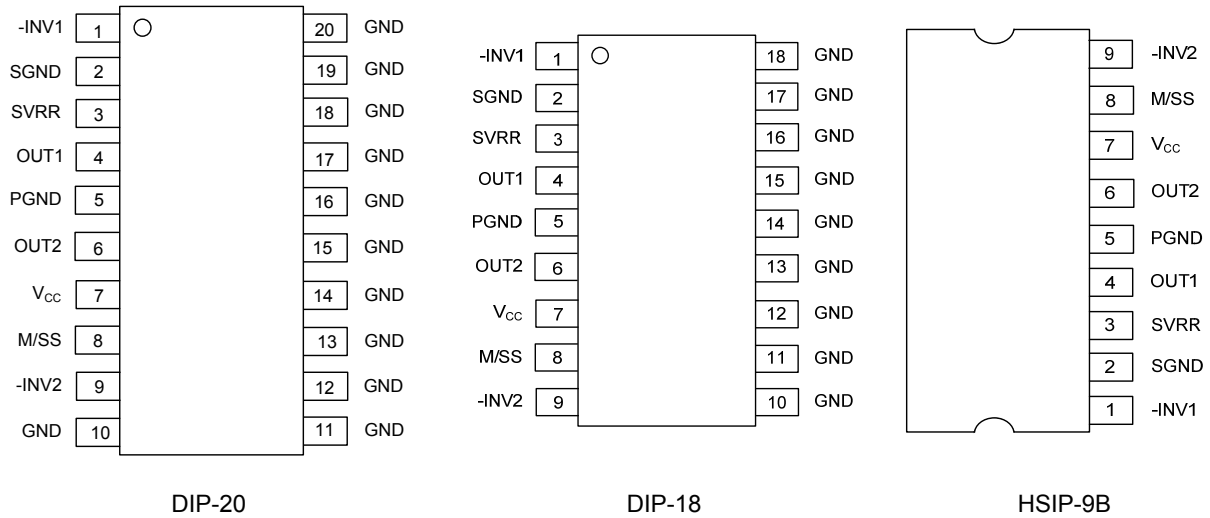 -INV1 1 20 GND
SGND 2 19 GND
SVRR 3 18 GND
OUT1 4 17 GND
PGND 5 16 GND
OUT2 6 15 GND
VCC 7 14 GND
M/SS 8 13 GND
-INV2 9 12 GND
GND 10 11 GND
DIP-20
-INV1 1 18 GND
SGND 2 17 GND
SVRR 3 16 GND
OUT1 4 15 GND
PGND 5 14 GND
OUT2 6 13 GND
VCC 7 12 GND
M/SS 8 11 GND
-INV2 9 10 GND
DIP-18
9 -INV2
8 M/SS
7 VCC
6 OUT2
5 PGND
4 OUT1
3 SVRR
2 SGND
1 -INV1
HSIP-9B